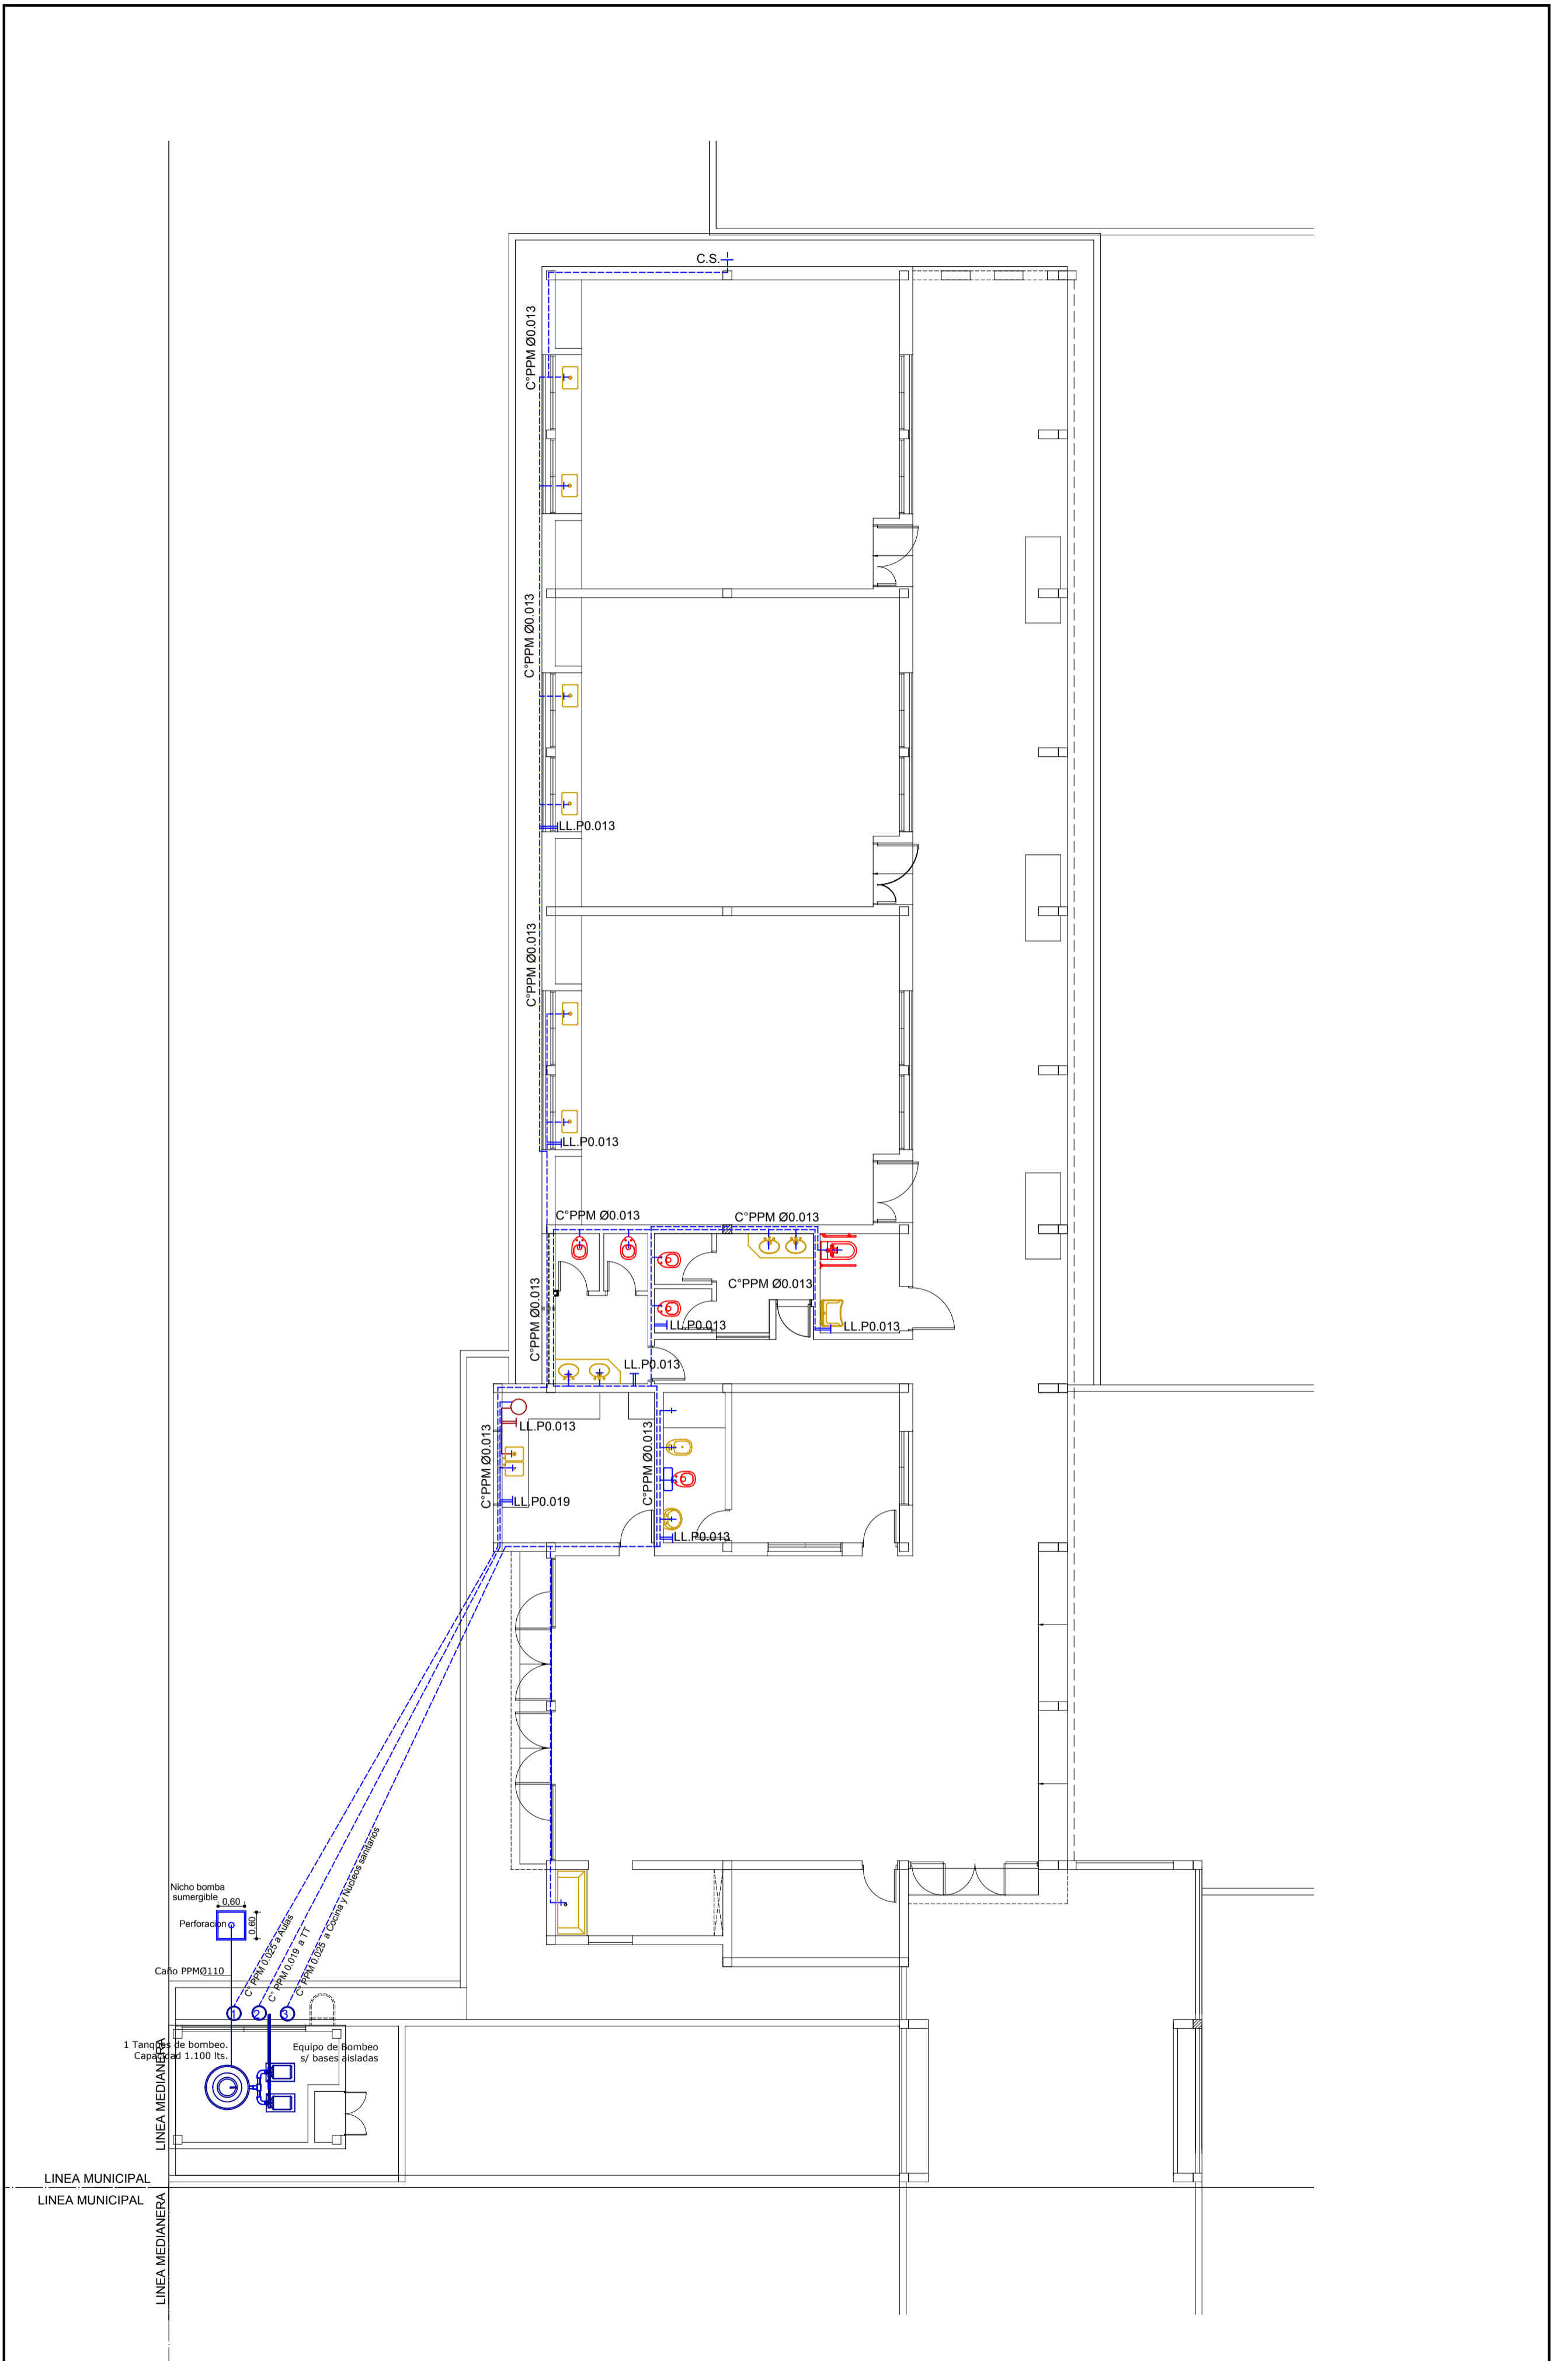 C.S.
C°PPM Ø0.013
C°PPM Ø0.013
LL.P0.013
C°PPM Ø0.013
LL.P0.013
C°PPM Ø0.013
C°PPM Ø0.013
C°PPM Ø0.013
C°PPM Ø0.013
LL.P0.013
LL.P0.013
LL.P0.013
LL.P0.013
C°PPM Ø0.013
C°PPM Ø0.013
LL.P0.019
LL.P0.013
Nicho bomba
sumergible
0,60
0,60
Perforación
Caño PPMØ110
C° PPM 0.025 a Aulas
C° PPM 0.019 a TT
C° PPM 0.025 a Cocina y Nucleos sanitarios
1
2
3
1 Tanques de bombeo.
Capacidad 1.100 lts.
Equipo de Bombeo
s/ bases aisladas
LINEA MEDIANERA
LINEA MUNICIPAL
LINEA MUNICIPAL
LINEA MEDIANERA